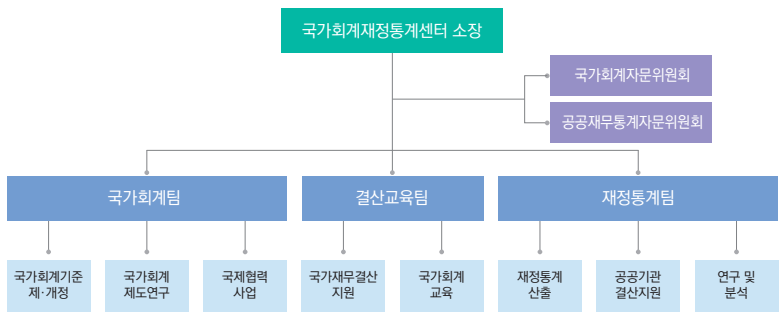 국가회계재정통계센터 소장
국가회계자문위원회
공공재무통계자문위원회
국가회계팀
결산교육팀
재정통계팀
국가회계기준
제·개정
국가회계
제도연구
국제협력
사업
국가재무결산
지원
국가회계
교육
재정통계
산출
공공기관
결산지원
연구 및
분석